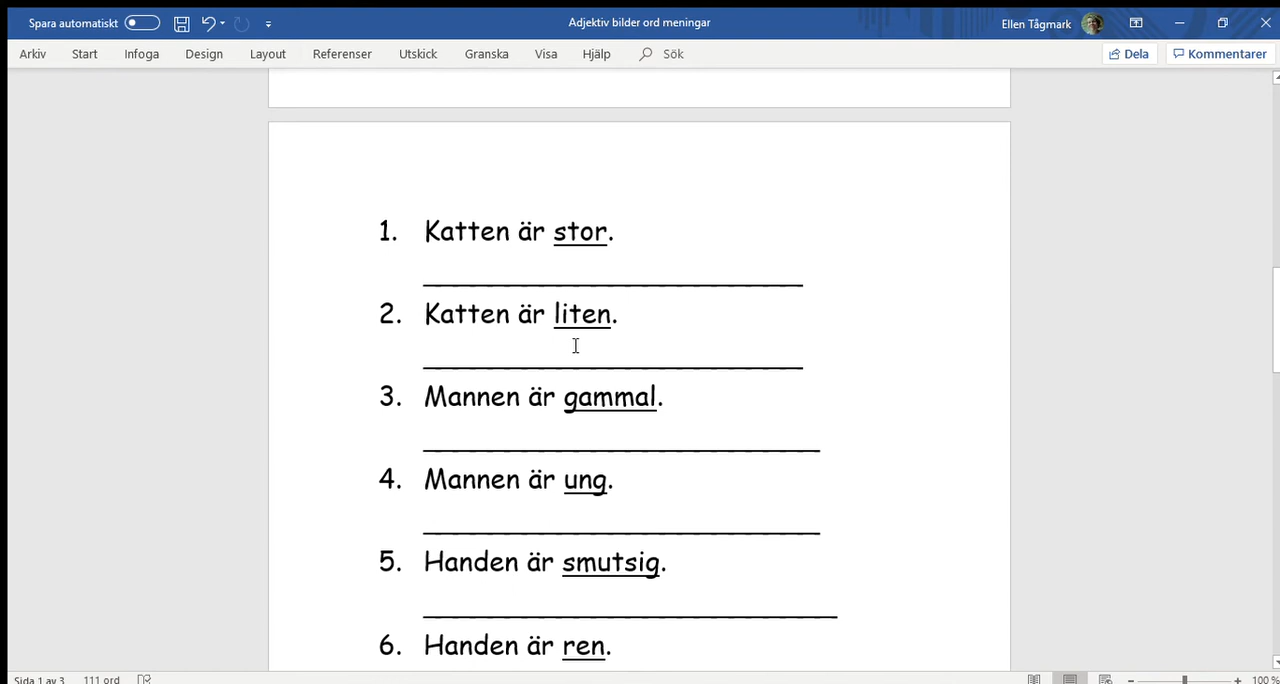 Spara automatiskt
Adjektiv bilder ord meningar
Ellen Tågmark
Arkiv Start Infoga Design Layout Referenser Utskick Granska Visa Hjälp Sök Dela Kommentarer
1. Katten är stor.
2. Katten är liten.
3. Mannen är gammal.
4. Mannen är ung.
5. Handen är smutsig.
6. Handen är ren.
Sida 1 av 3 111 ord 100 %